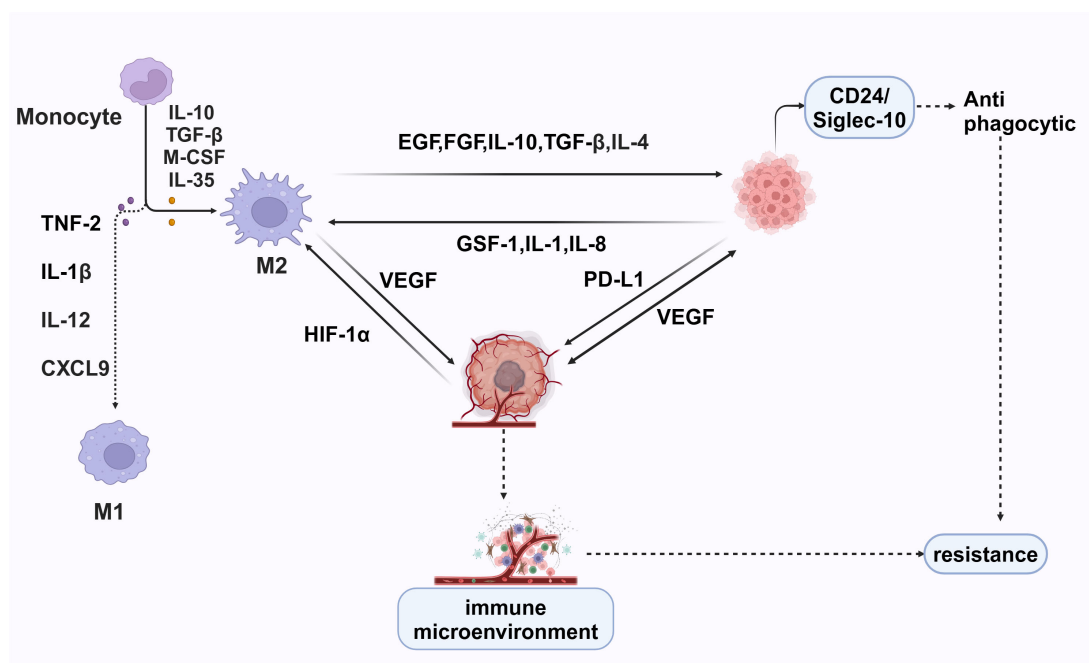 Monocyte
IL-10
TGF-β
M-CSF
IL-35
EGF,FGF,IL-10,TGF-β,IL-4
CD24/
Siglec-10
Anti
phagocytic
TNF-2
IL-1β
IL-12
CXCL9
M2
GSF-1,IL-1,IL-8
VEGF
HIF-1α
PD-L1
VEGF
M1
immune
microenvironment
resistance